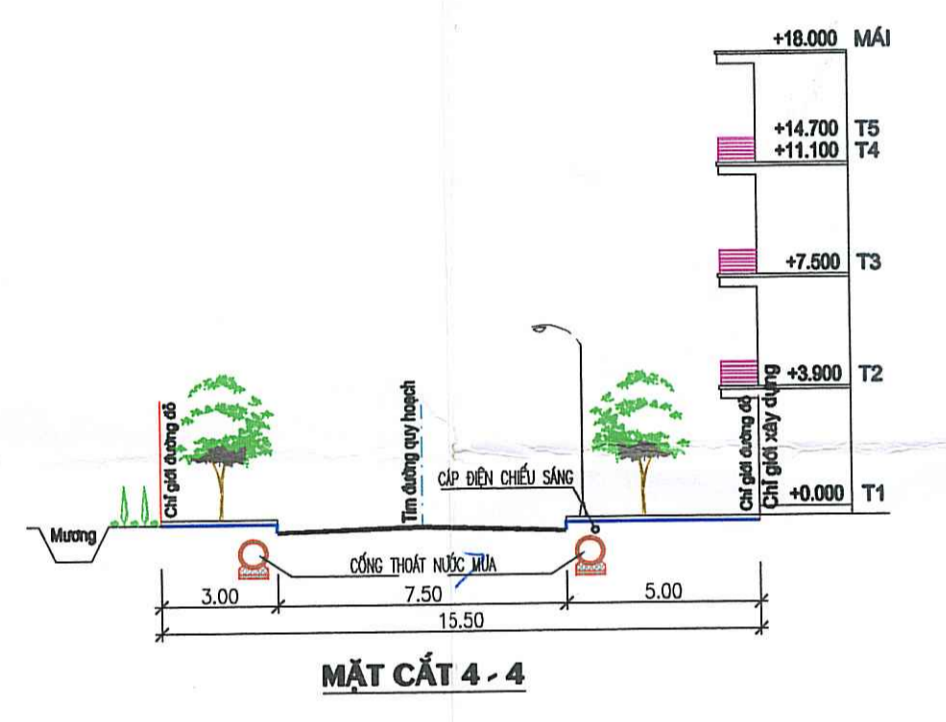 +18.000 MÁI
+14.700 T5
+11.100 T4
+7.500 T3
+3.900 T2
+0.000 T1
Chỉ giới đường đỏ
Tim đường quy hoạch
Chỉ giới đường đỏ
Chỉ giới xây dựng
CÁP ĐIỆN CHIẾU SÁNG
Mương
CỐNG THOÁT NƯỚC MƯA
3.00 7.50 5.00
15.50
MẶT CẮT 4 - 4